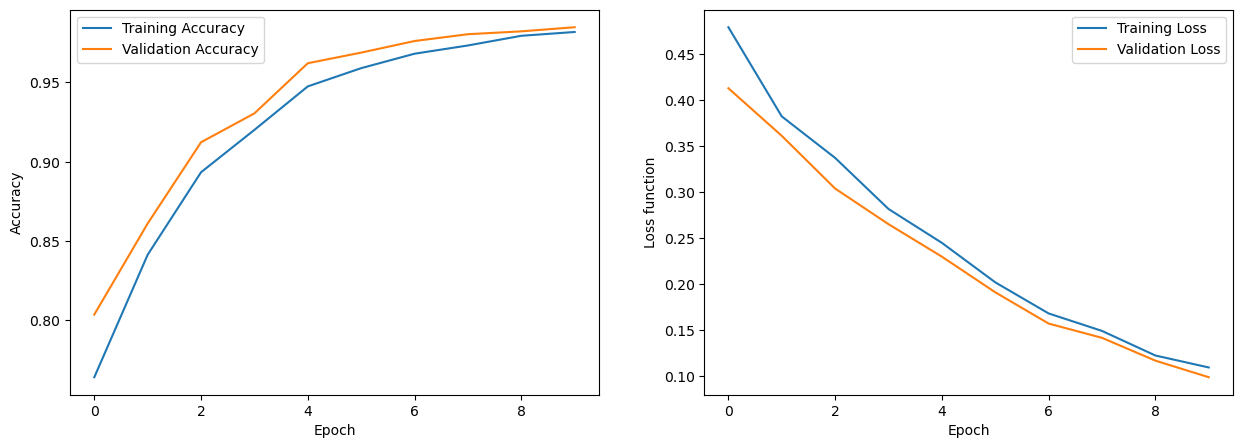 Training Accuracy
Validation Accuracy
0.95
0.90
0.85
0.80
Accuracy
0 2 4 6 8
Epoch
Training Loss
Validation Loss
0.45
0.40
0.35
0.30
0.25
0.20
0.15
0.10
Loss function
0 2 4 6 8
Epoch